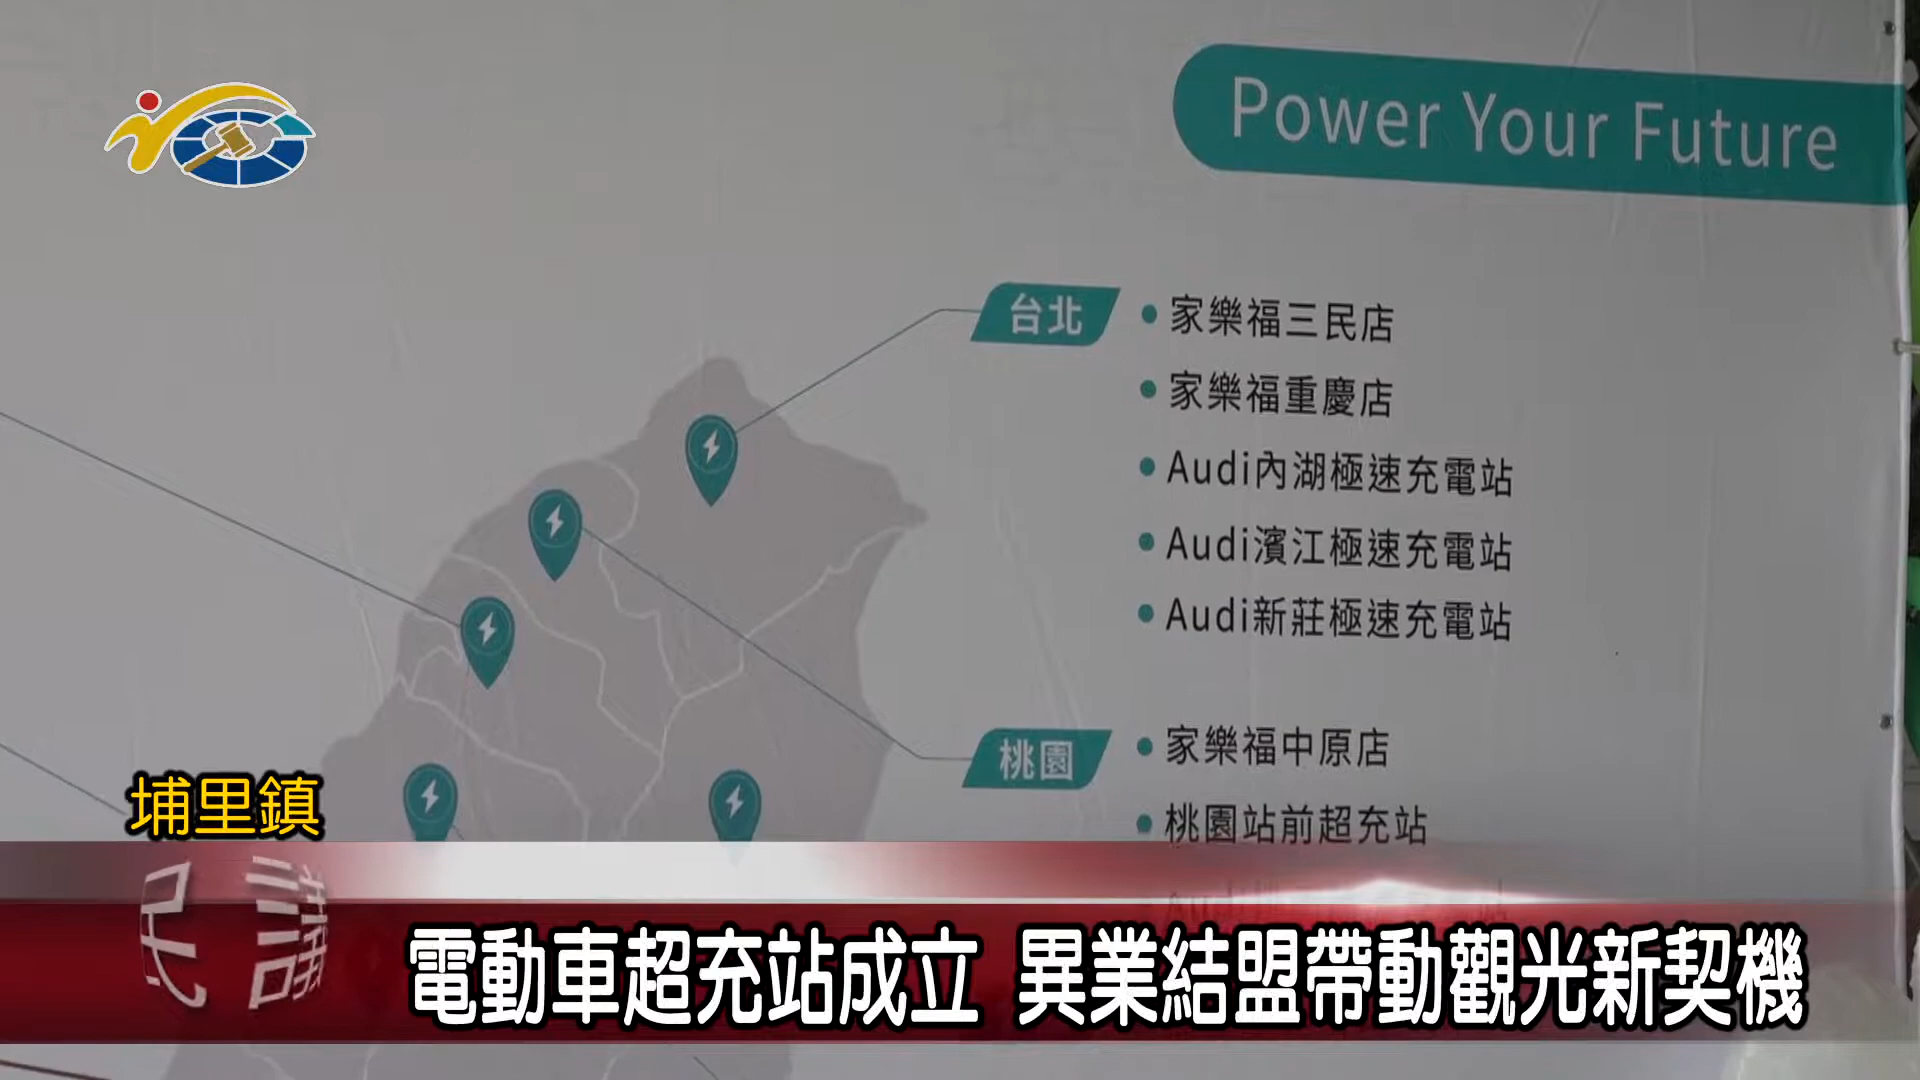 Power Your Future
台北
• 家樂福三民店
• 家樂福重慶店
• Audi內湖極速充電站
• Audi濱江極速充電站
• Audi新莊極速充電站
桃園
• 家樂福中原店
• 桃園站前超充站
埔里鎮
民議
電動車超充站成立 異業結盟帶動觀光新契機